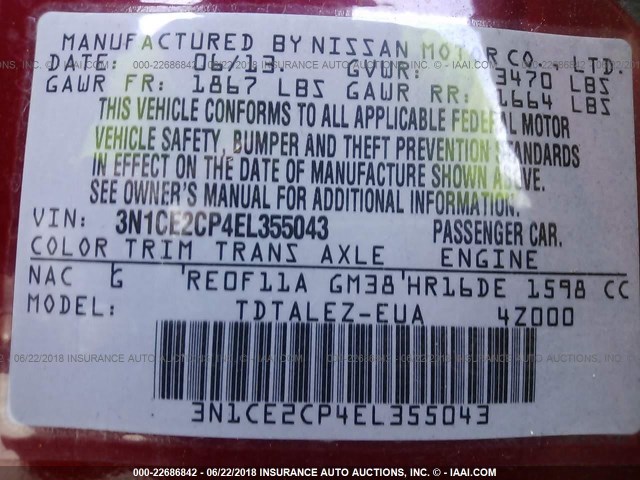 MANUFACTURED BY NISSAN MOTOR CO., LTD.
DATE: 06/13 GVWR: 3470 LBS
GAWR FR: 1867 LBS GAWR RR: 1664 LBS
THIS VEHICLE CONFORMS TO ALL APPLICABLE FEDERAL MOTOR
VEHICLE SAFETY, BUMPER AND THEFT PREVENTION STANDARDS
IN EFFECT ON THE DATE OF MANUFACTURE SHOWN ABOVE.
SEE OWNER'S MANUAL FOR ADDITIONAL INFORMATION.
VIN: 3N1CE2CP4EL355043 PASSENGER CAR.
COLOR TRIM TRANS AXLE ENGINE
NAC G RE0F11A GM38 HR16DE 1598 CC
MODEL: TDTALEZ-EUA 4Z000
3N1CE2CP4EL355043
000-22686842 - 06/22/2018 INSURANCE AUTO AUCTIONS, INC. - © - IAAI.COM